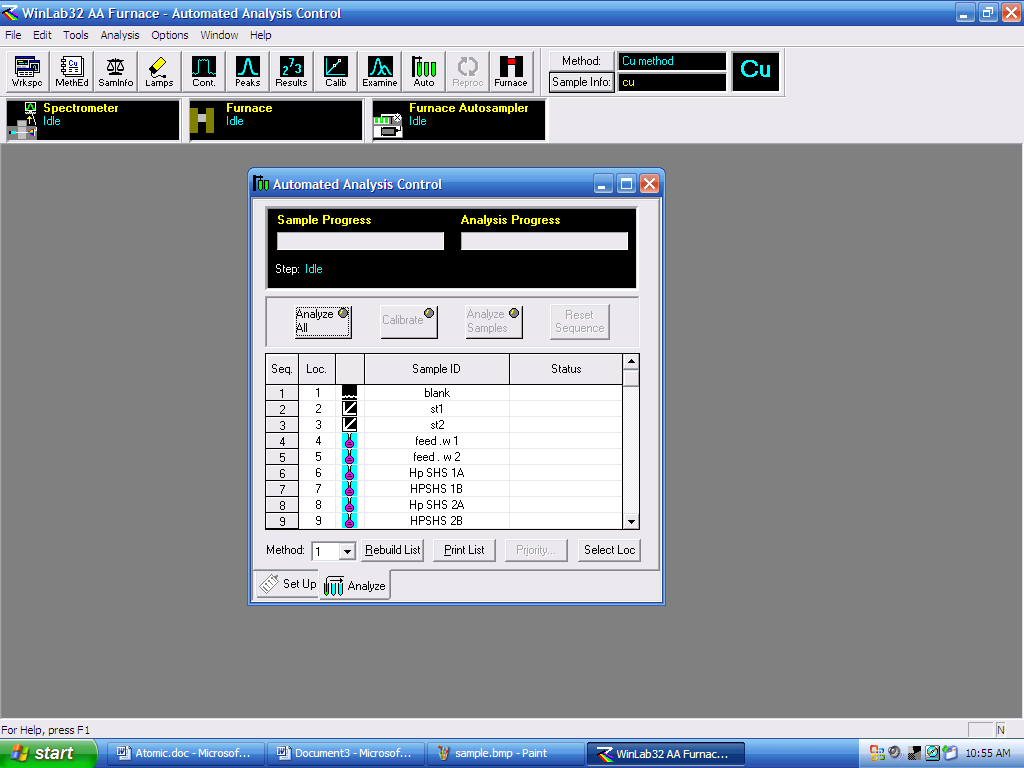 WinLab32 AA Furnace - Automated Analysis Control
File Edit Tools Analysis Options Window Help
Wrkspc MethEd SamInfo Lamps Cont. Peaks Results Calib Examine Auto Reproc Furnace
Method: Cu method
Sample Info: cu
Cu
Spectrometer
Idle
Furnace
Idle
Furnace Autosampler
Idle
Automated Analysis Control
Sample Progress Analysis Progress
Step: Idle
Analyze All
Calibrate
Analyze Samples
Reset Sequence
Seq. Loc. Sample ID Status
1 1 blank
2 2 st1
3 3 st2
4 4 feed .w 1
5 5 feed . w 2
6 6 Hp SHS 1A
7 7 HPSHS 1B
8 8 Hp SHS 2A
9 9 HPSHS 2B
Method: 1 Rebuild List Print List Priority... Select Loc
Set Up Analyze
For Help, press F1 N
start Atomic.doc - Microsof... Document3 - Microsof... sample.bmp - Paint WinLab32 AA Furnac... 10:55 AM